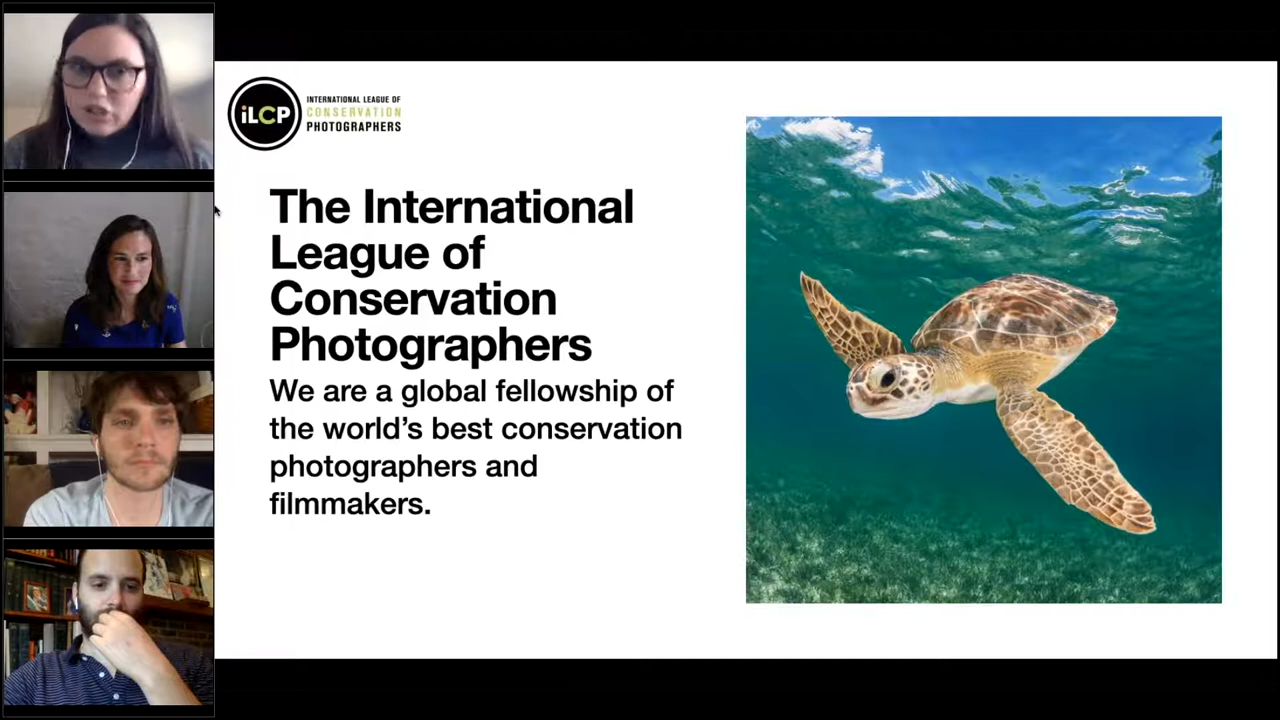 iLCP
INTERNATIONAL LEAGUE OF
CONSERVATION
PHOTOGRAPHERS
The International
League of
Conservation
Photographers
We are a global fellowship of
the world's best conservation
photographers and
filmmakers.